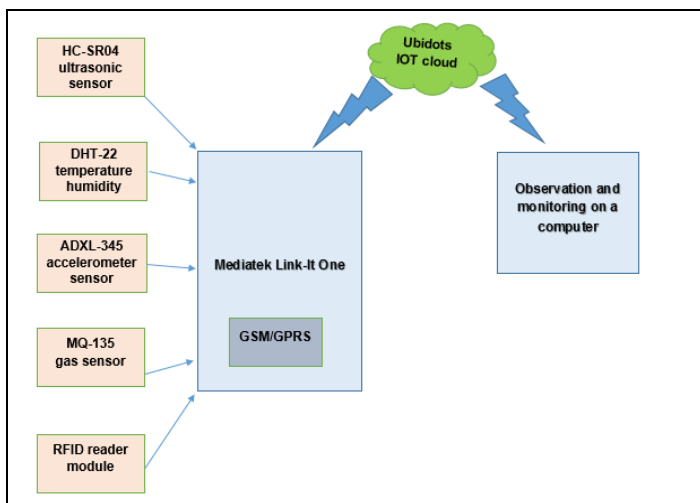 HC-SR04
ultrasonic
sensor
DHT-22
temperature
humidity
ADXL-345
accelerometer
sensor
MQ-135
gas sensor
RFID reader
module
Mediatek Link-It One
GSM/GPRS
Ubidots
IOT cloud
Observation and
monitoring on a
computer